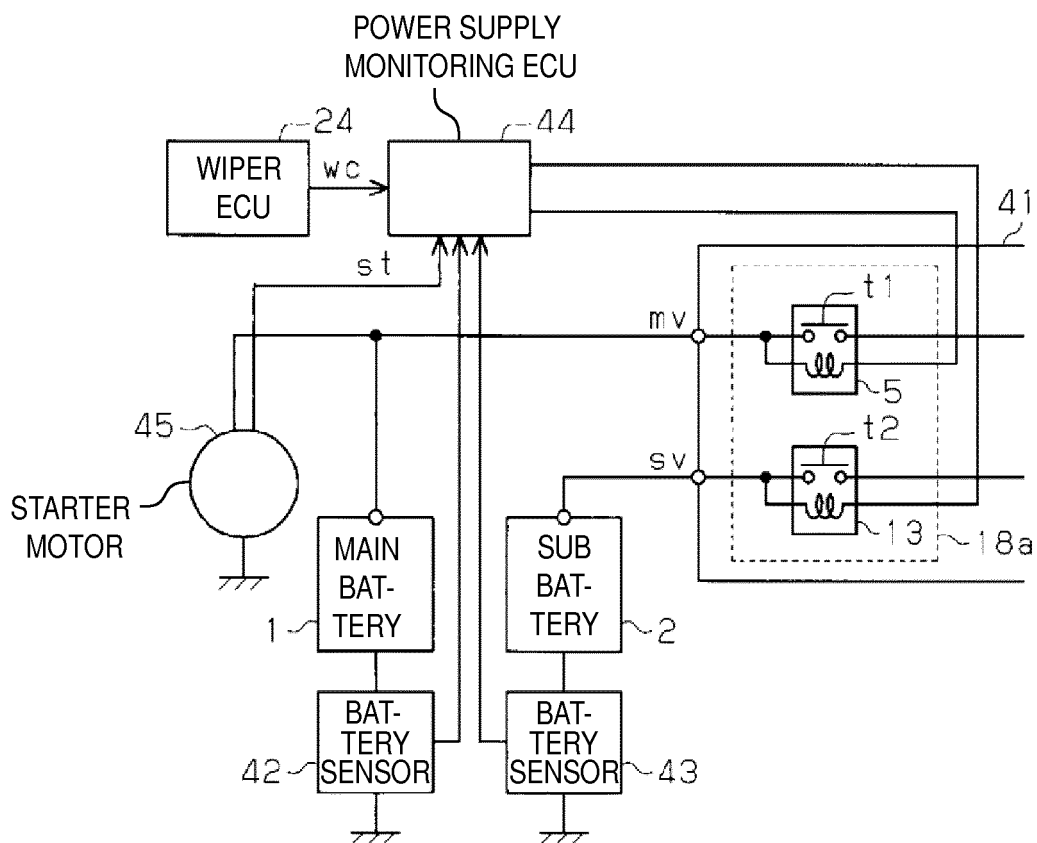 POWER SUPPLY
MONITORING ECU
24
44
WIPER
ECU
wc
41
st
t1
mv
5
45
t2
sv
STARTER
MOTOR
13
18a
MAIN
BAT-
TERY
SUB
BAT-
TERY
1
2
BAT-
TERY
SENSOR
BAT-
TERY
SENSOR
42
43